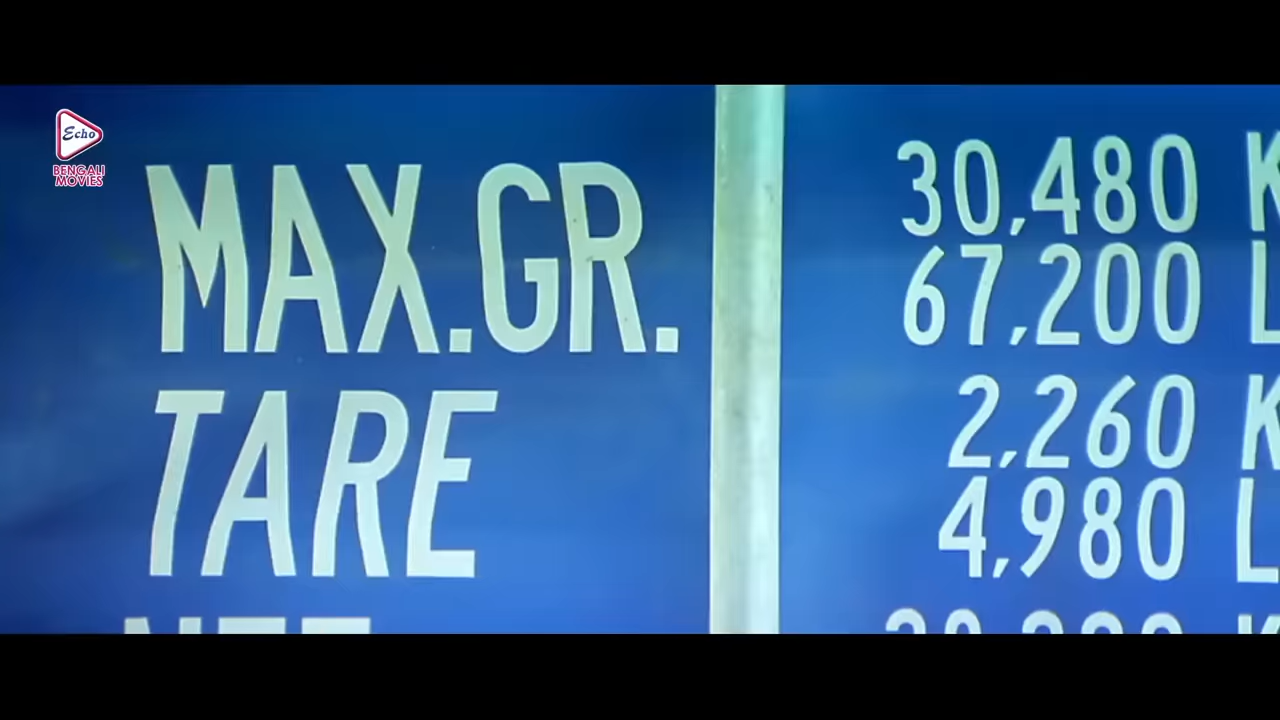 Echo
BENGALI
MOVIES
MAX.GR. 30,480 K
67,200 L
TARE 2,260 K
4,980 L